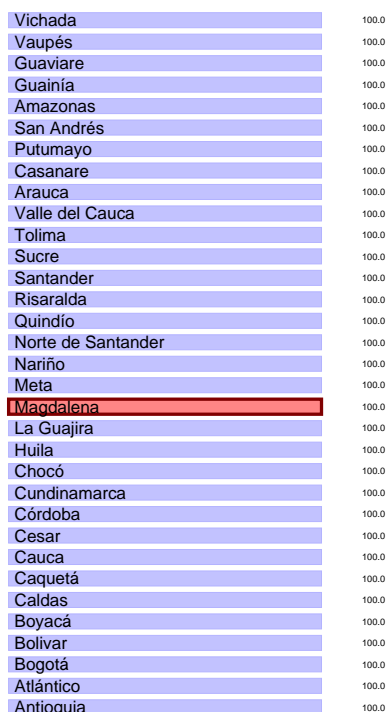 Vichada 100.0
Vaupés 100.0
Guaviare 100.0
Guainía 100.0
Amazonas 100.0
San Andrés 100.0
Putumayo 100.0
Casanare 100.0
Arauca 100.0
Valle del Cauca 100.0
Tolima 100.0
Sucre 100.0
Santander 100.0
Risaralda 100.0
Quindío 100.0
Norte de Santander 100.0
Nariño 100.0
Meta 100.0
Magdalena 100.0
La Guajira 100.0
Huila 100.0
Chocó 100.0
Cundinamarca 100.0
Córdoba 100.0
Cesar 100.0
Cauca 100.0
Caquetá 100.0
Caldas 100.0
Boyacá 100.0
Bolivar 100.0
Bogotá 100.0
Atlántico 100.0
Antioquia 100.0